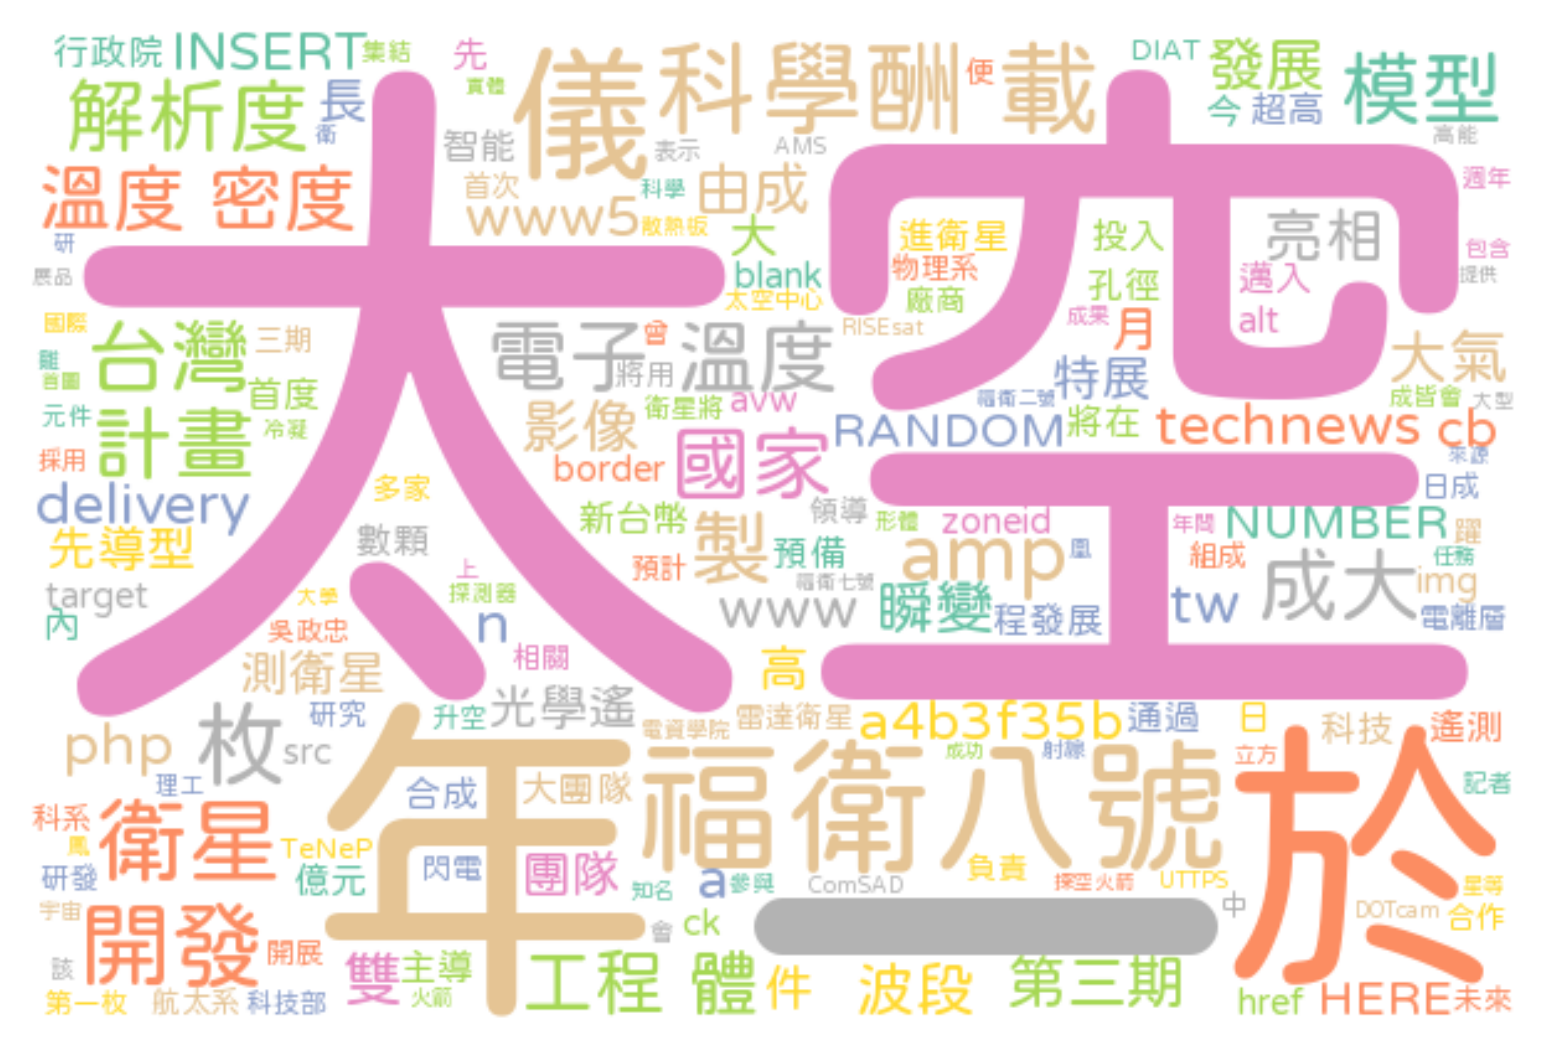 行政院 INSERT 集結 先 儀 科學酬載 便 DIAT 發展 模型
解析度 長 衛 實體 今 超高 高能
智能 表示 AMS
溫度 密度 首次 科學 由成 週年
www5 散熱板 大 進衛星 投入 亮相 包含
研 展品 blank 物理系 孔徑 邁入 提供
太空
太空中心 廠商 成果 月 alt
國際 台灣 三期 電子 曾 溫度 RISEsat 大氣
首圖 首度 將用 特展
元件 計畫 冷凝 影像 衛星將 avw 福衛二號 成皆會 大型
採用 border 國家 RANDOM 將在 technews cb 來源
delivery 多家 新台幣 製 領導 形體 zoneid 年間 NUMBER 日成 躍
先導型 數顆 上 預計 預備 amp 凰 組成 成大 任務
target 大學 探測器 福衛七號 img
內 吳政忠 n www 瞬變 程發展 tw 電離層
測衛星 相關 高
枚 研究 升空 光學遙 電資學院 雷達衛星 a4b3f35b 通過 日 科技 遙測
php src 年 福衛八號 成功 射線 立方 於
理工 合成 大團隊 記者
科系 衛星 TeNeP
鳳 閃電 團隊 知名 a 參與 ComSAD 負責 探空火箭 UTTPS 星等
研發 億元
宇宙 開發 會 ck 一 中 DOTcam 合作
該 開展 雙 主導 工程 體 件 波段 第三期
第一枚 航太系 科技部 火箭 href HERE 未來